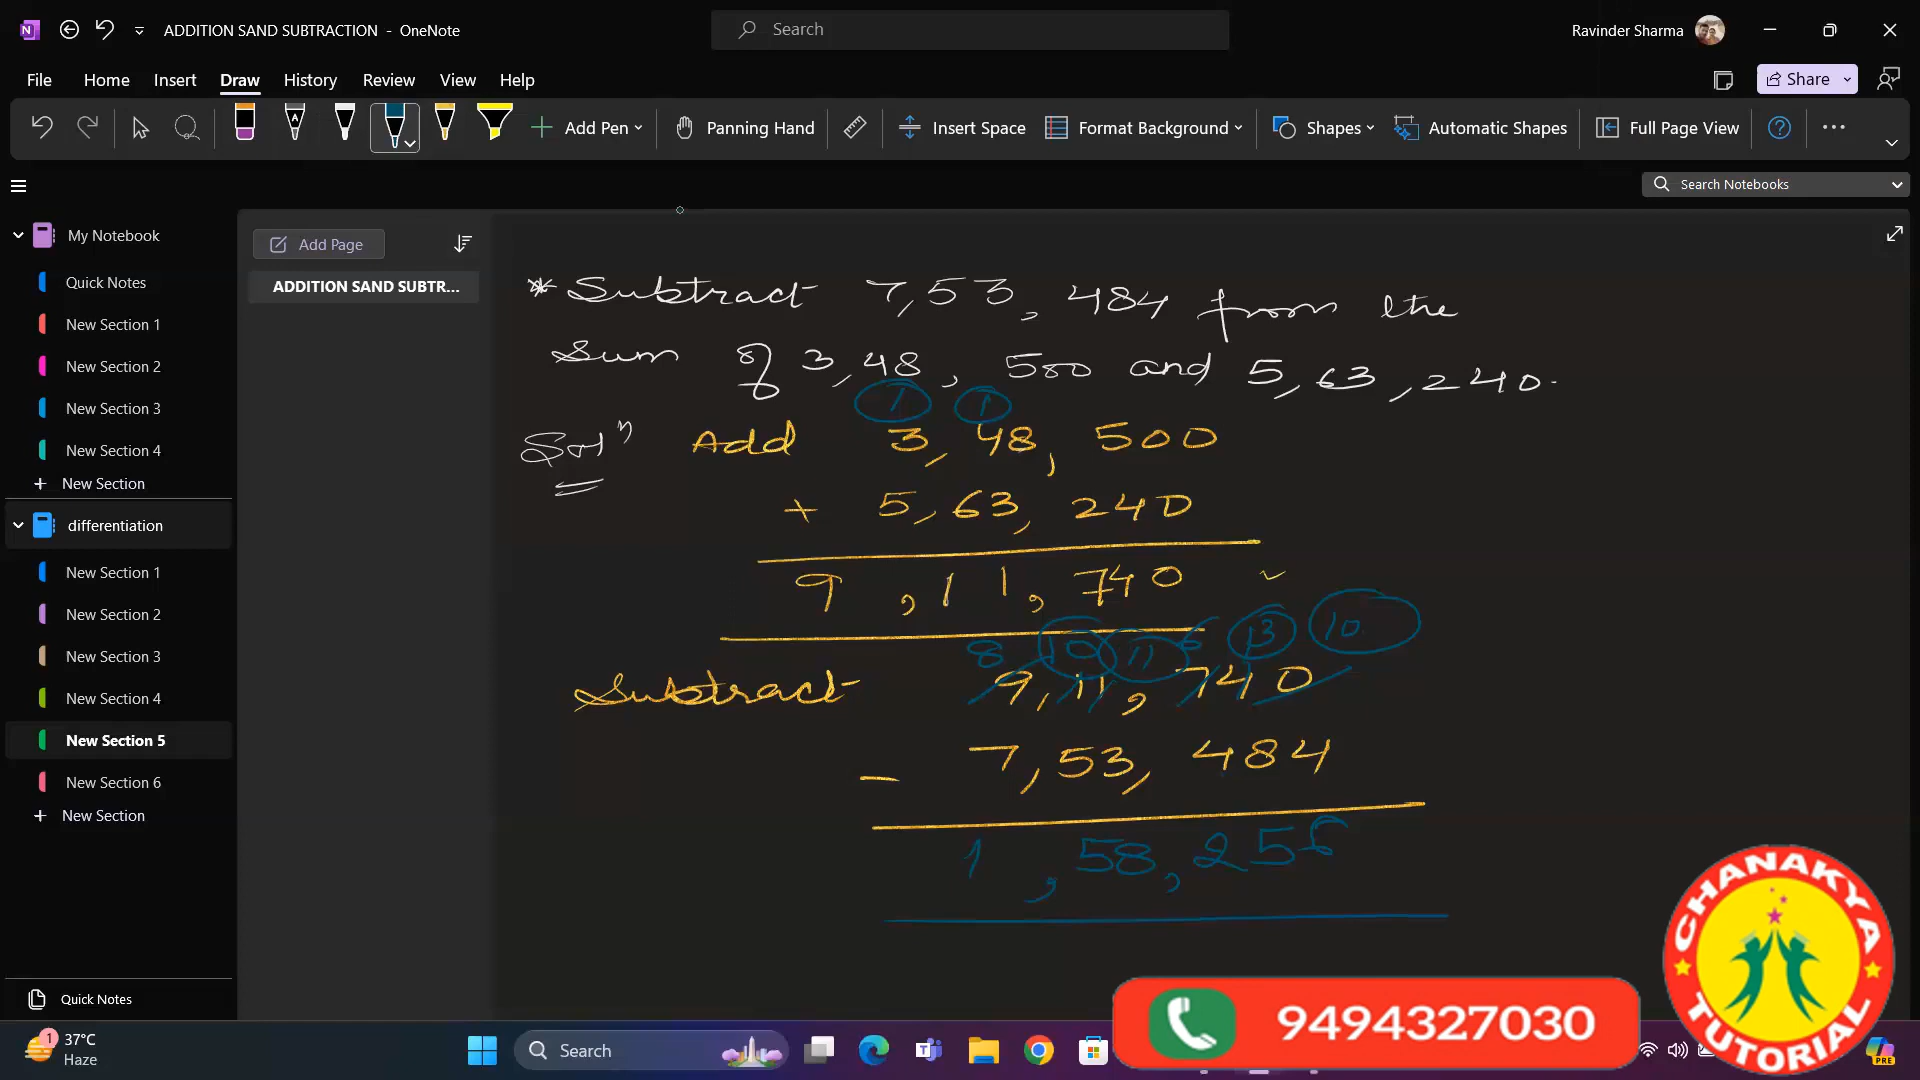 ADDITION SAND SUBTRACTION - OneNote
Search
Ravinder Sharma
File Home Insert Draw History Review View Help
Share
Add Pen
Panning Hand
Insert Space
Format Background
Shapes
Automatic Shapes
Full Page View
Search Notebooks
My Notebook
Quick Notes
New Section 1
New Section 2
New Section 3
New Section 4
New Section
differentiation
New Section 1
New Section 2
New Section 3
New Section 4
New Section 5
New Section 6
New Section
Quick Notes
Add Page
ADDITION SAND SUBTR...
* Subtract 7,53,484 from the
Sum of 3,48,500 and 5,63,240.
1 1
Solⁿ Add 3,48,500
+ 5,63,240
9,11,740
8 10 11 6 13 10
Subtract 9,11,740
- 7,53,484
1,58,256
1
37°C
Haze
Search
PRE
9494327030
CHANAKYA
TUTORIAL